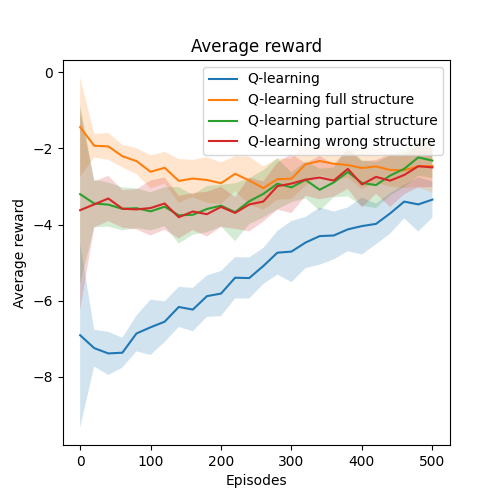 Average reward
Q-learning
Q-learning full structure
Q-learning partial structure
Q-learning wrong structure
Average reward
0
−2
−4
−6
−8
0 100 200 300 400 500
Episodes